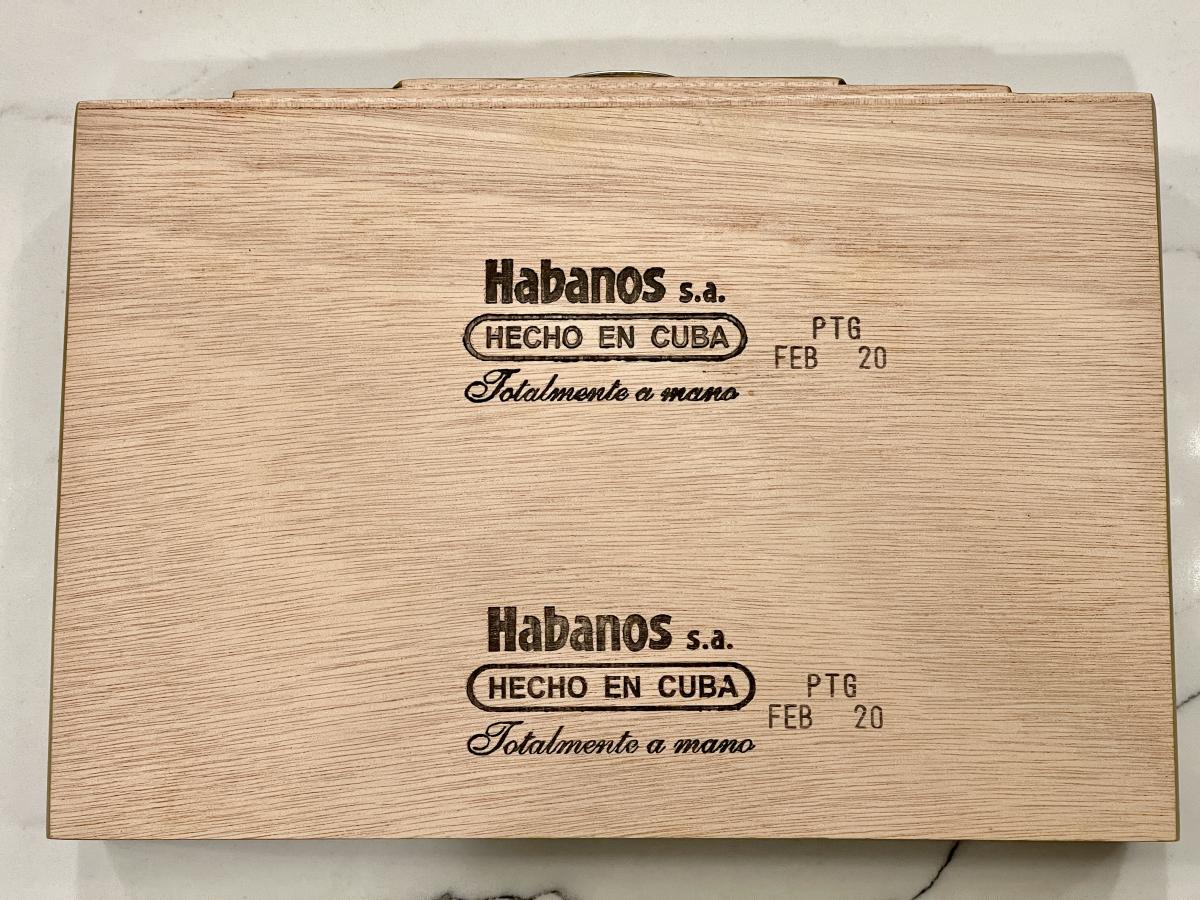 Habanos s.a.
HECHO EN CUBA
Totalmente a mano
PTG
FEB 20
Habanos s.a.
HECHO EN CUBA
Totalmente a mano
PTG
FEB 20